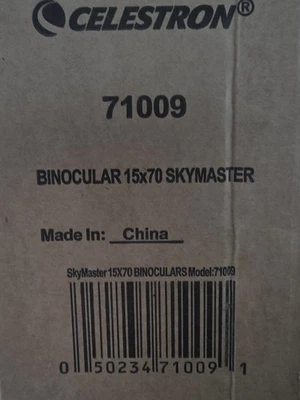 CELESTRON®
71009
BINOCULAR 15x70 SKYMASTER
Made In: China
SkyMaster 15X70 BINOCULARS Model:71009
0 50234 71009 1